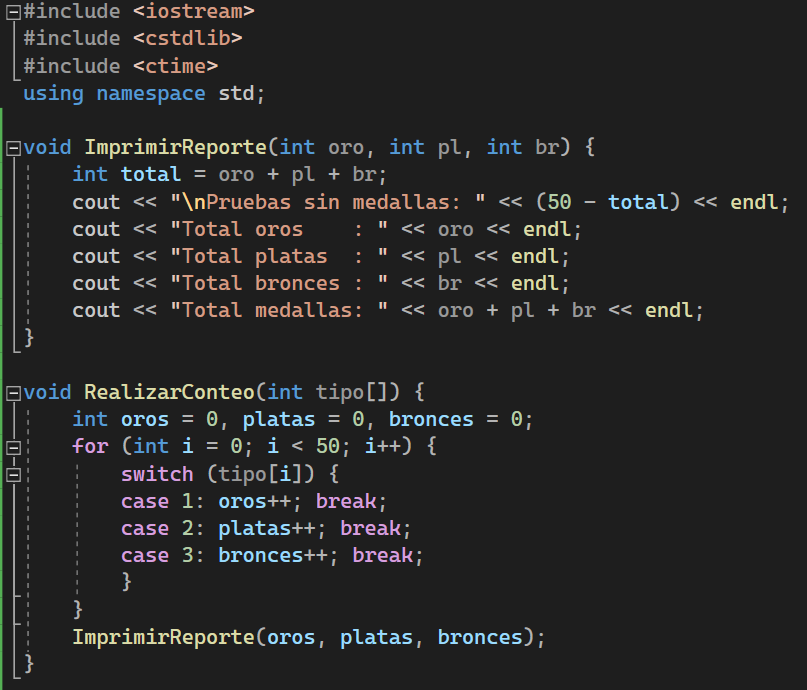 #include <iostream>
#include <cstdlib>
#include <ctime>
using namespace std;

void ImprimirReporte(int oro, int pl, int br) {
    int total = oro + pl + br;
    cout << "\nPruebas sin medallas: " << (50 - total) << endl;
    cout << "Total oros    : " << oro << endl;
    cout << "Total platas  : " << pl << endl;
    cout << "Total bronces : " << br << endl;
    cout << "Total medallas: " << oro + pl + br << endl;
}

void RealizarConteo(int tipo[]) {
    int oros = 0, platas = 0, bronces = 0;
    for (int i = 0; i < 50; i++) {
        switch (tipo[i]) {
        case 1: oros++; break;
        case 2: platas++; break;
        case 3: bronces++; break;
        }
    }
    ImprimirReporte(oros, platas, bronces);
}